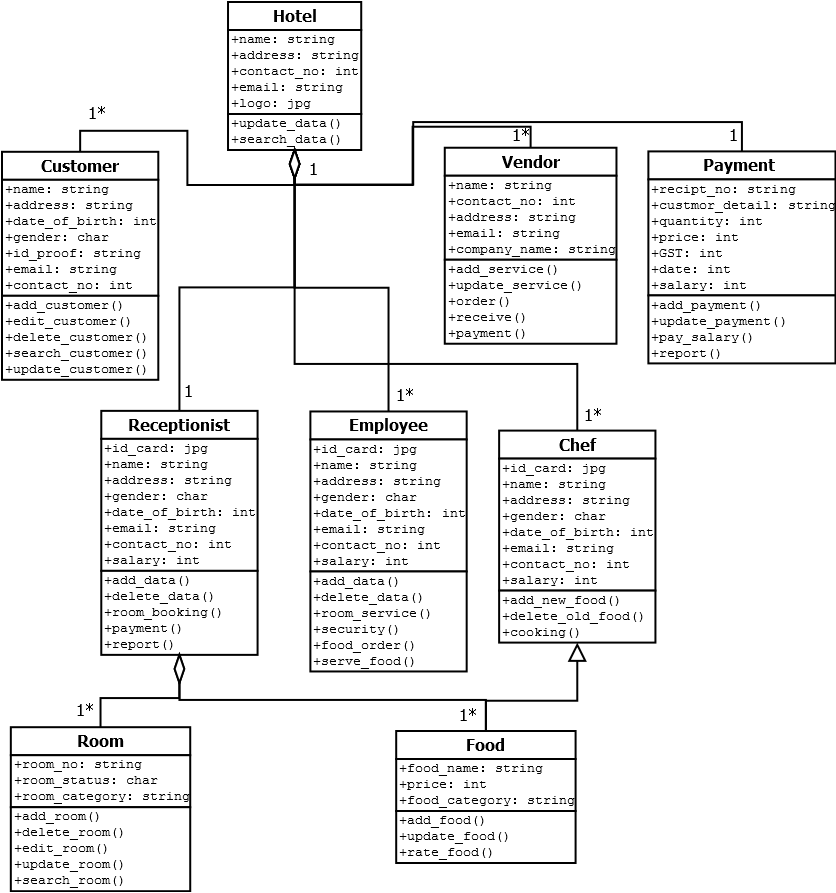 Hotel
+name: string
+address: string
+contact_no: int
+email: string
+logo: jpg
+update_data()
+search_data()
1
1*
Customer
+name: string
+address: string
+date_of_birth: int
+gender: char
+id_proof: string
+email: string
+contact_no: int
+add_customer()
+edit_customer()
+delete_customer()
+search_customer()
+update_customer()
1*
Vendor
+name: string
+contact_no: int
+address: string
+email: string
+company_name: string
+add_service()
+update_service()
+order()
+receive()
+payment()
1
Payment
+recipt_no: string
+custmor_detail: string
+quantity: int
+price: int
+GST: int
+date: int
+salary: int
+add_payment()
+update_payment()
+pay_salary()
+report()
1
Receptionist
+id_card: jpg
+name: string
+address: string
+gender: char
+date_of_birth: int
+email: string
+contact_no: int
+salary: int
+add_data()
+delete_data()
+room_booking()
+payment()
+report()
1*
Employee
+id_card: jpg
+name: string
+address: string
+gender: char
+date_of_birth: int
+email: string
+contact_no: int
+salary: int
+add_data()
+delete_data()
+room_service()
+security()
+food_order()
+serve_food()
1*
Chef
+id_card: jpg
+name: string
+address: string
+gender: char
+date_of_birth: int
+email: string
+contact_no: int
+salary: int
+add_new_food()
+delete_old_food()
+cooking()
1*
Room
+room_no: string
+room_status: char
+room_category: string
+add_room()
+delete_room()
+edit_room()
+update_room()
+search_room()
1*
Food
+food_name: string
+price: int
+food_category: string
+add_food()
+update_food()
+rate_food()